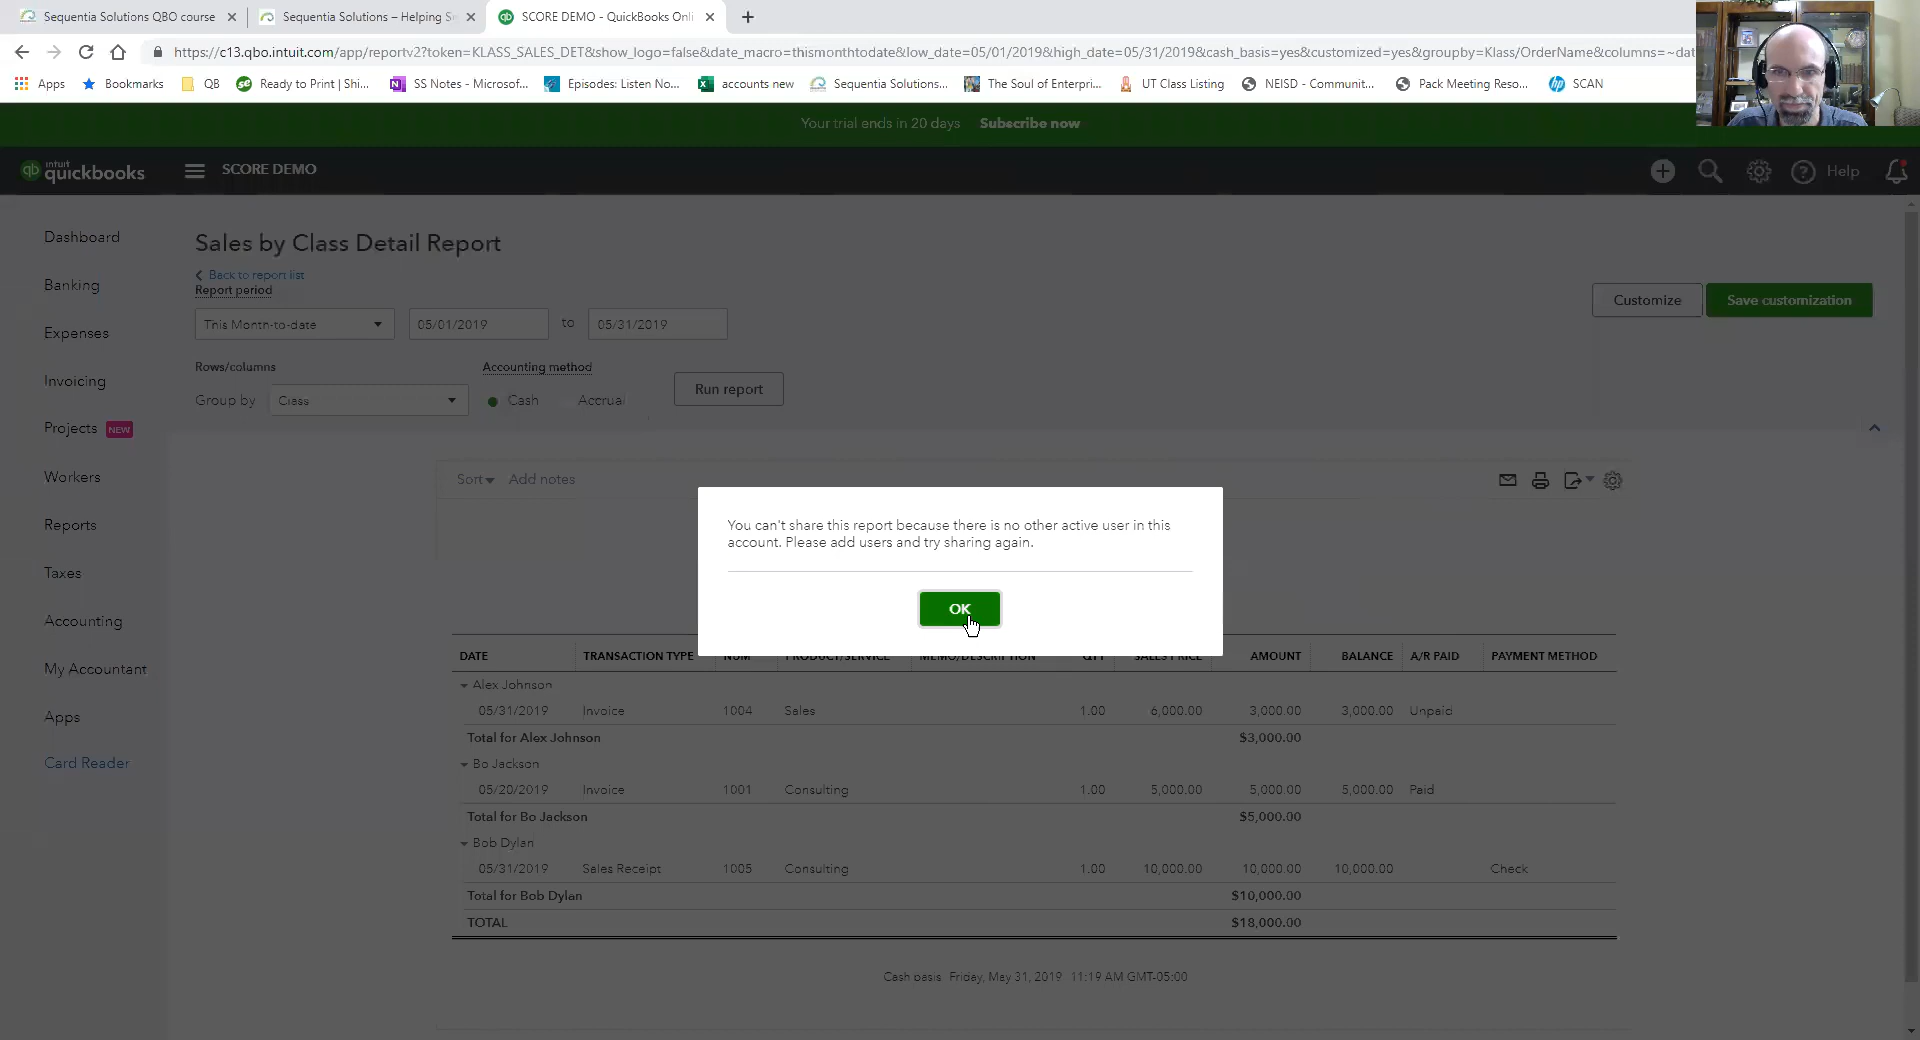 Sequentia Solutions QBO course
Sequentia Solutions – Helping S
SCORE DEMO - QuickBooks Onli
https://c13.qbo.intuit.com/app/reportv2?token=KLASS_SALES_DET&show_logo=false&date_macro=thismonthtodate&low_date=05/01/2019&high_date=05/31/2019&cash_basis=yes&customized=yes&groupby=Klass/OrderName&columns=~dat
Apps Bookmarks QB Ready to Print | Shi... SS Notes - Microsof... Episodes: Listen No... accounts new Sequentia Solutions... The Soul of Enterpri... UT Class Listing NEISD - Communit... Pack Meeting Reso... SCAN
Your trial ends in 20 days Subscribe now
intuit quickbooks SCORE DEMO Help
Dashboard
Banking
Expenses
Invoicing
Projects NEW
Workers
Reports
Taxes
Accounting
My Accountant
Apps
Card Reader
Sales by Class Detail Report
Back to report list
Report period
This Month-to-date 05/01/2019 to 05/31/2019
Customize Save customization
Rows/columns Accounting method
Group by Class Cash Accrual Run report
Sort Add notes
You can't share this report because there is no other active user in this
account. Please add users and try sharing again.
OK
DATE TRANSACTION TYPE NUM PRODUCT/SERVICE MEMO/DESCRIPTION QTY SALES PRICE AMOUNT BALANCE A/R PAID PAYMENT METHOD
Alex Johnson
05/31/2019 Invoice 1004 Sales 1.00 6,000.00 3,000.00 3,000.00 Unpaid
Total for Alex Johnson $3,000.00
Bo Jackson
05/20/2019 Invoice 1001 Consulting 1.00 5,000.00 5,000.00 5,000.00 Paid
Total for Bo Jackson $5,000.00
Bob Dylan
05/31/2019 Sales Receipt 1005 Consulting 1.00 10,000.00 10,000.00 10,000.00 Check
Total for Bob Dylan $10,000.00
TOTAL $18,000.00
Cash basis Friday, May 31, 2019 11:19 AM GMT-05:00